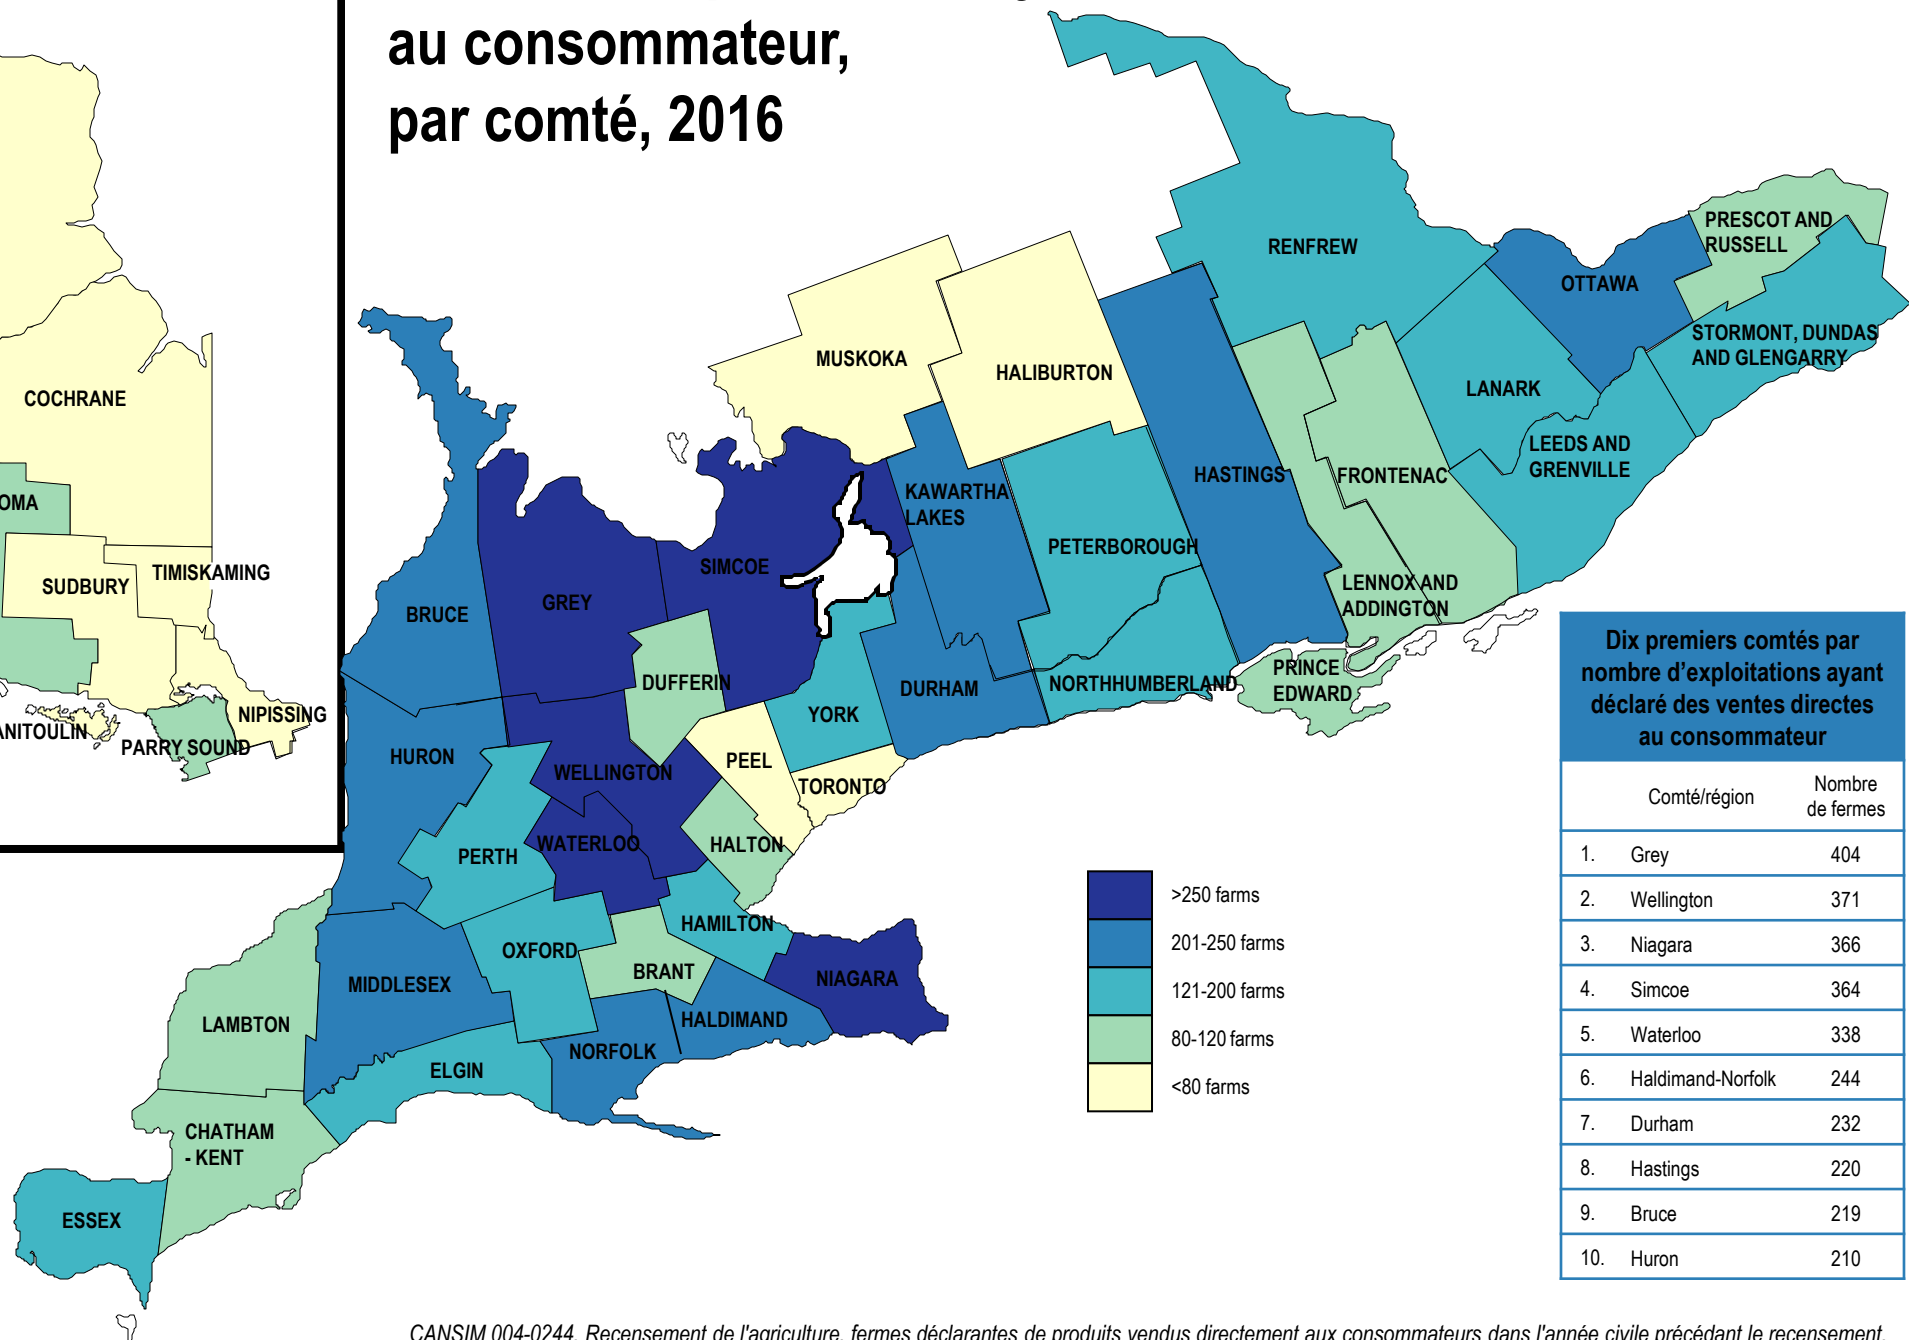 au consommateur,
par comté, 2016
COCHRANE
OMA
SUDBURY
TIMISKAMING
ANITOULIN
PARRY SOUND
NIPISSING
RENFREW
PRESCOT AND
RUSSELL
OTTAWA
STORMONT, DUNDAS
AND GLENGARRY
MUSKOKA
HALIBURTON
LANARK
LEEDS AND
GRENVILLE
HASTINGS
FRONTENAC
KAWARTHA
LAKES
PETERBOROUGH
SIMCOE
LENNOX AND
ADDINGTON
GREY
BRUCE
DUFFERIN
DURHAM
NORTHHUMBERLAND
PRINCE
EDWARD
YORK
HURON
WELLINGTON
PEEL
TORONTO
PERTH
WATERLOO
HALTON
HAMILTON
OXFORD
BRANT
NIAGARA
MIDDLESEX
LAMBTON
HALDIMAND
NORFOLK
ELGIN
CHATHAM
- KENT
ESSEX
>250 farms
201-250 farms
121-200 farms
80-120 farms
<80 farms
Dix premiers comtés par
nombre d'exploitations ayant
déclaré des ventes directes
au consommateur
Comté/région Nombre
de fermes
1. Grey 404
2. Wellington 371
3. Niagara 366
4. Simcoe 364
5. Waterloo 338
6. Haldimand-Norfolk 244
7. Durham 232
8. Hastings 220
9. Bruce 219
10. Huron 210
CANSIM 004-0244. Recensement de l'agriculture, fermes déclarantes de produits vendus directement aux consommateurs dans l'année civile précédant le recensement.